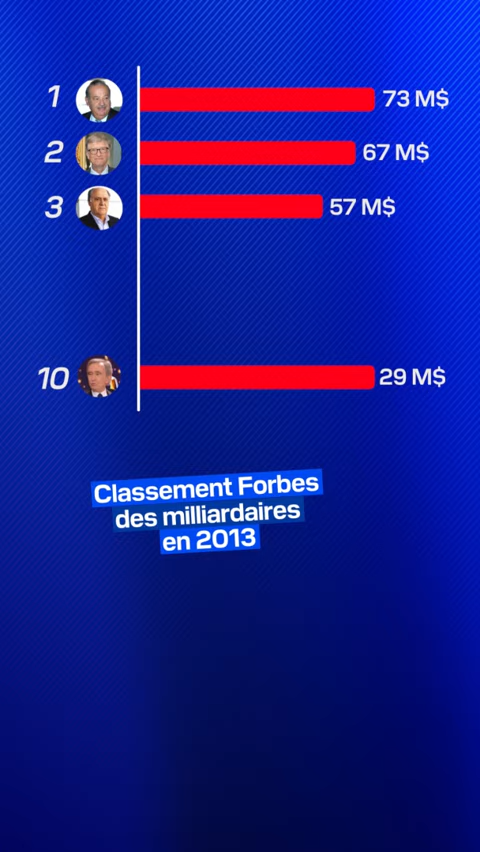 1 73 M$
2 67 M$
3 57 M$
10 29 M$
Classement Forbes
des milliardaires
en 2013